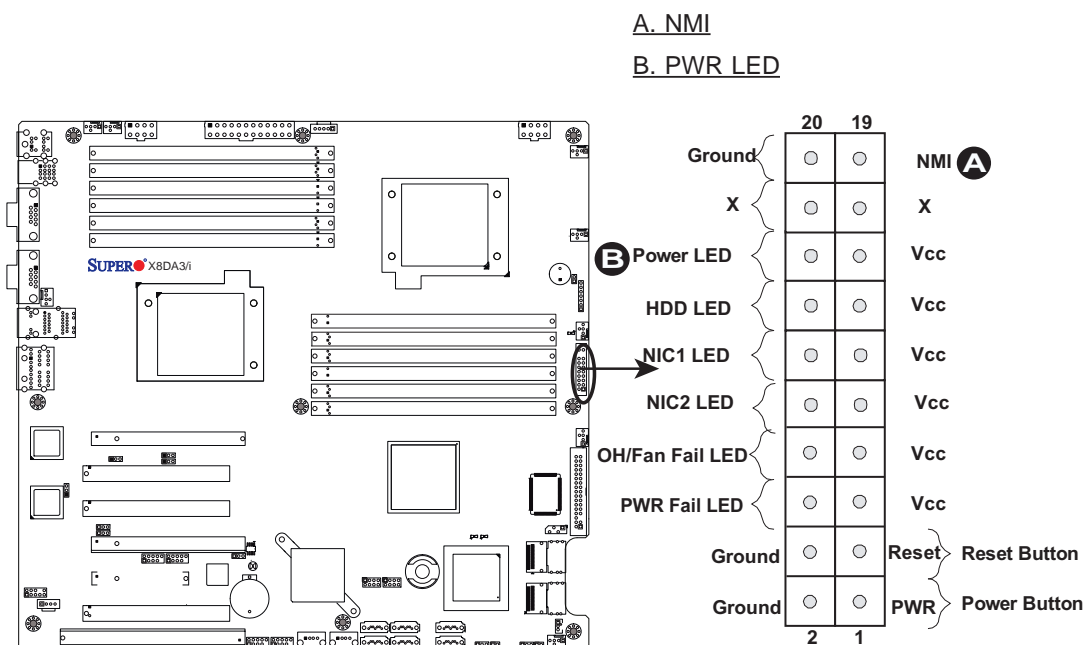 A. NMI
B. PWR LED
20 19
Ground NMI A
X X
SUPER X8DA3/i
B Power LED Vcc
HDD LED Vcc
NIC1 LED Vcc
NIC2 LED Vcc
OH/Fan Fail LED Vcc
PWR Fail LED Vcc
Ground Reset Reset Button
Ground PWR Power Button
2 1